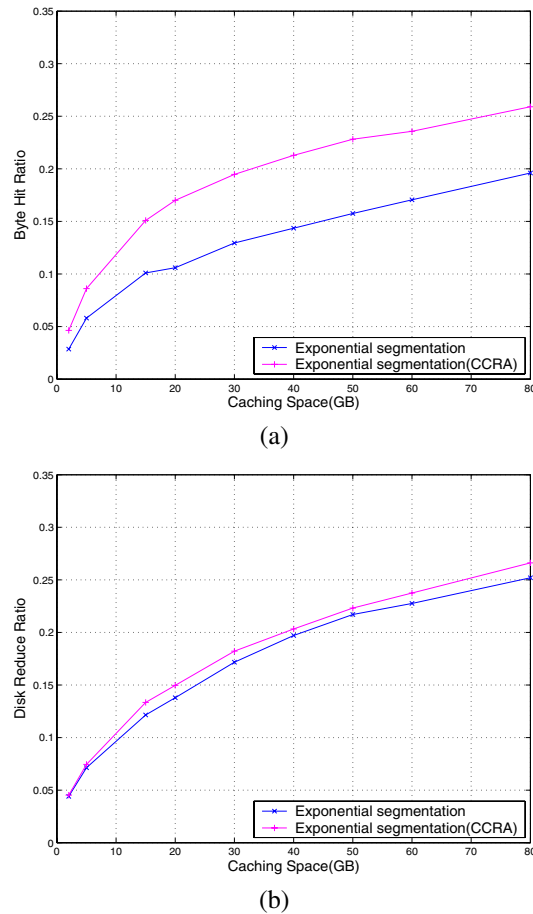 0.35
0.3
0.25
0.2
0.15
0.1
0.05
0
Byte Hit Ratio
Exponential segmentation
Exponential segmentation(CCRA)
0 10 20 30 40 50 60 70 80
Caching Space(GB)
(a)
0.35
0.3
0.25
0.2
0.15
0.1
0.05
0
Disk Reduce Ratio
Exponential segmentation
Exponential segmentation(CCRA)
0 10 20 30 40 50 60 70 80
Caching Space(GB)
(b)